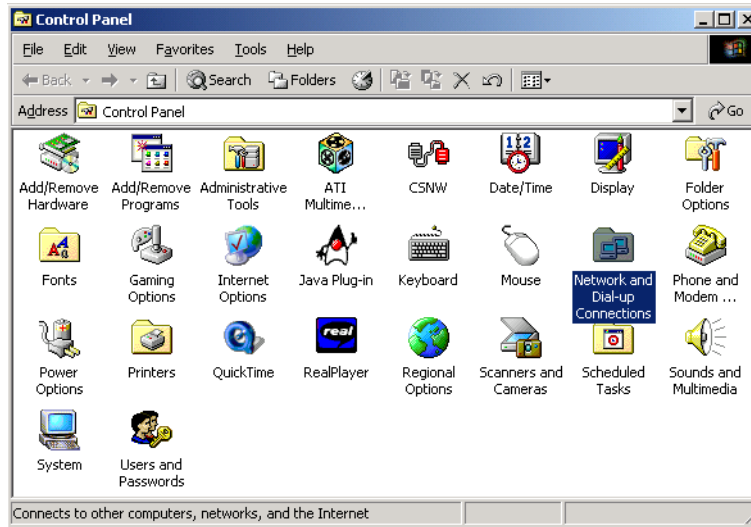 Control Panel
File Edit View Favorites Tools Help
Back Search Folders
Address Control Panel Go
Add/Remove Hardware
Add/Remove Programs
Administrative Tools
ATI Multime...
CSNW
Date/Time
Display
Folder Options
Fonts
Gaming Options
Internet Options
Java Plug-in
Keyboard
Mouse
Network and Dial-up Connections
Phone and Modem ...
Power Options
Printers
QuickTime
real
RealPlayer
Regional Options
Scanners and Cameras
Scheduled Tasks
Sounds and Multimedia
System
Users and Passwords
Connects to other computers, networks, and the Internet